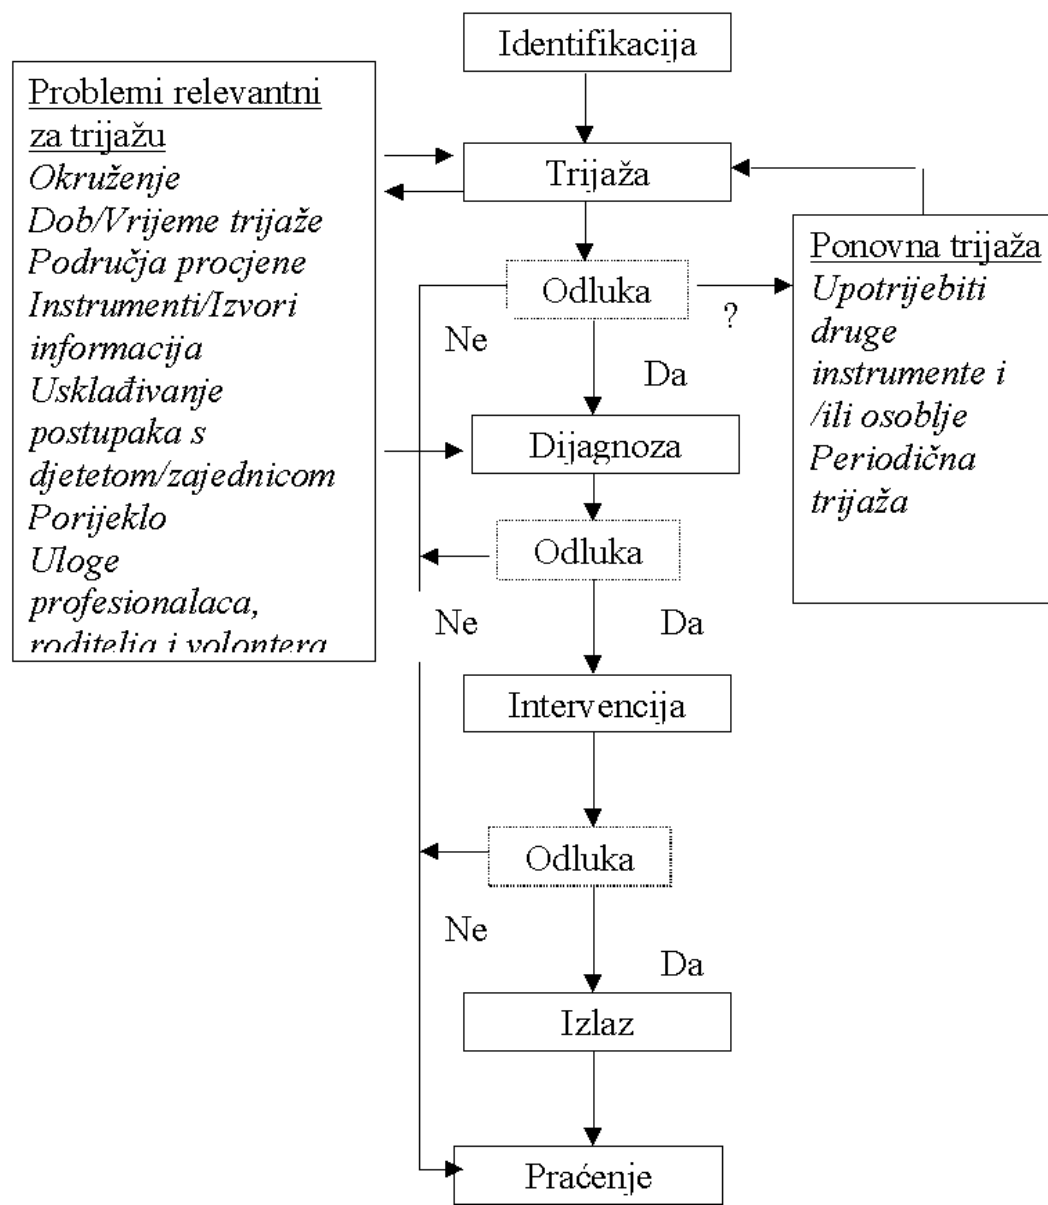 Identifikacija
Problemi relevantni
za trijažu
Okruženje
Dob/Vrijeme trijaže
Područja procjene
Instrumenti/Izvori
informacija
Usklađivanje
postupaka s
djetetom/zajednicom
Porijeklo
Uloge
profesionalaca,
roditelja i volontera
Trijaža
Odluka
?
Ne
Da
Ponovna trijaža
Upotrijebiti
druge
instrumente i
/ili osoblje
Periodična
trijaža
Dijagnoza
Odluka
Ne
Da
Intervencija
Odluka
Ne
Da
Izlaz
Praćenje